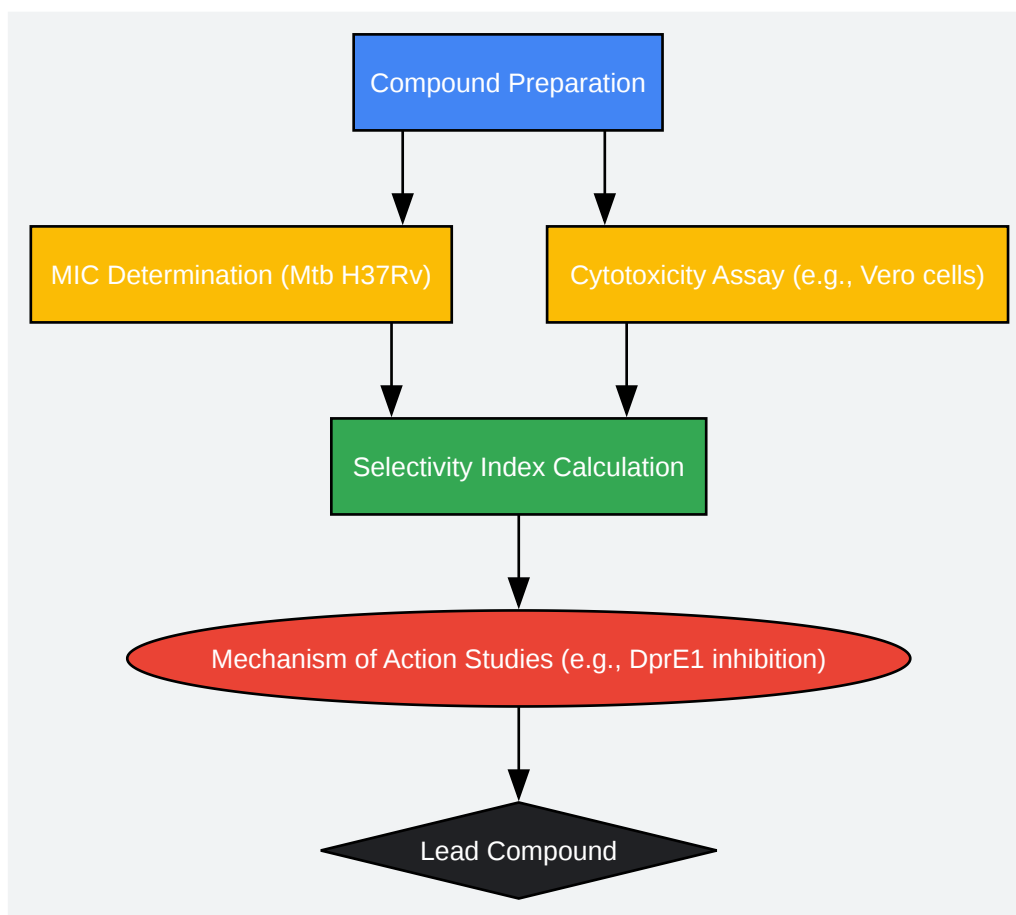 Compound Preparation
MIC Determination (Mtb H37Rv)
Cytotoxicity Assay (e.g., Vero cells)
Selectivity Index Calculation
Mechanism of Action Studies (e.g., DprE1 inhibition)
Lead Compound